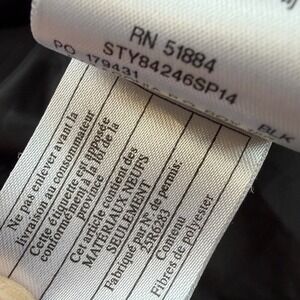 RN 51884
STY84246SP14
PO 179431
BLK
Ne pas enlever avant la
livraison au consommateur
Cette étiquette est apposée
conformément à la loi de la
province
Cet article contient des
MATERIAUX NEUFS
SEULEMENT
Fabriqué par N° de permis:
Contenu
Fibres de polyester